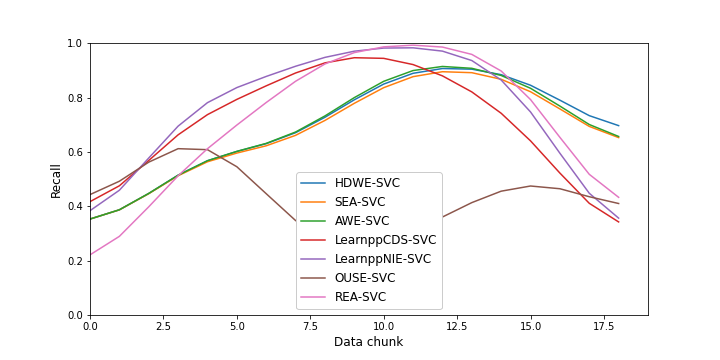 1.0
0.8
0.6
0.4
0.2
0.0
Recall
HDWE-SVC
SEA-SVC
AWE-SVC
LearnppCDS-SVC
LearnppNIE-SVC
OUSE-SVC
REA-SVC
0.0 2.5 5.0 7.5 10.0 12.5 15.0 17.5
Data chunk